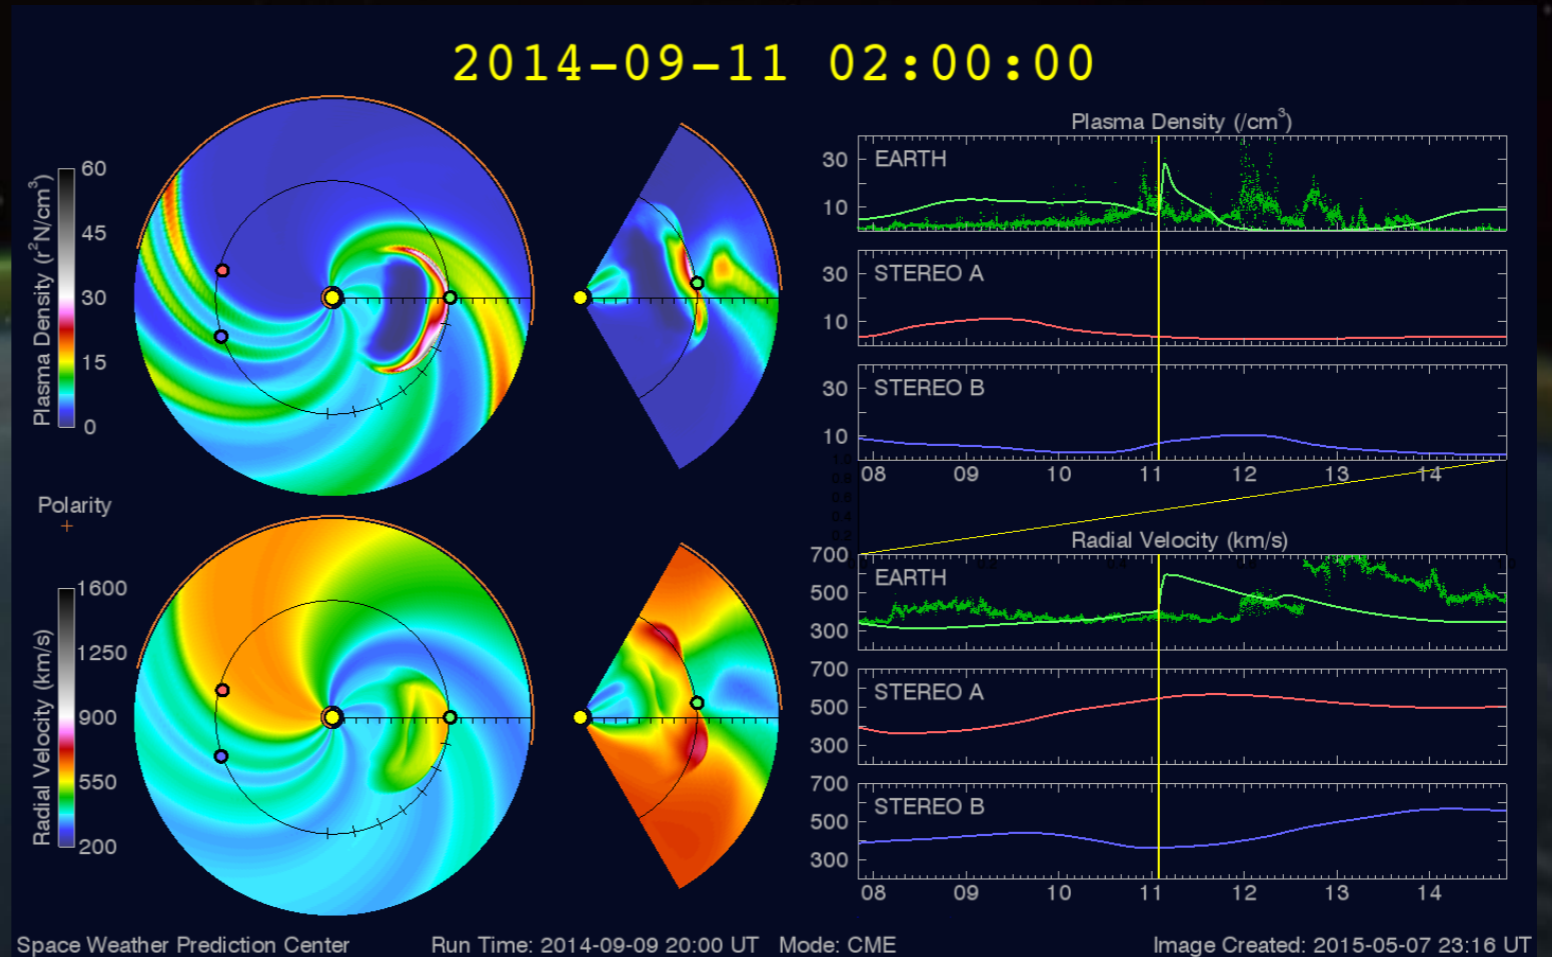 2014-09-11 02:00:00
Plasma Density (r²N/cm³)
60
45
30
15
0
Plasma Density (/cm³)
EARTH
30
10
STEREO A
30
10
STEREO B
30
10
08 09 10 11 12 13 14
Polarity
+
Radial Velocity (km/s)
1600
1250
900
550
200
Radial Velocity (km/s)
EARTH
700
500
300
STEREO A
700
500
300
STEREO B
700
500
300
08 09 10 11 12 13 14
Space Weather Prediction Center
Run Time: 2014-09-09 20:00 UT Mode: CME
Image Created: 2015-05-07 23:16 UT